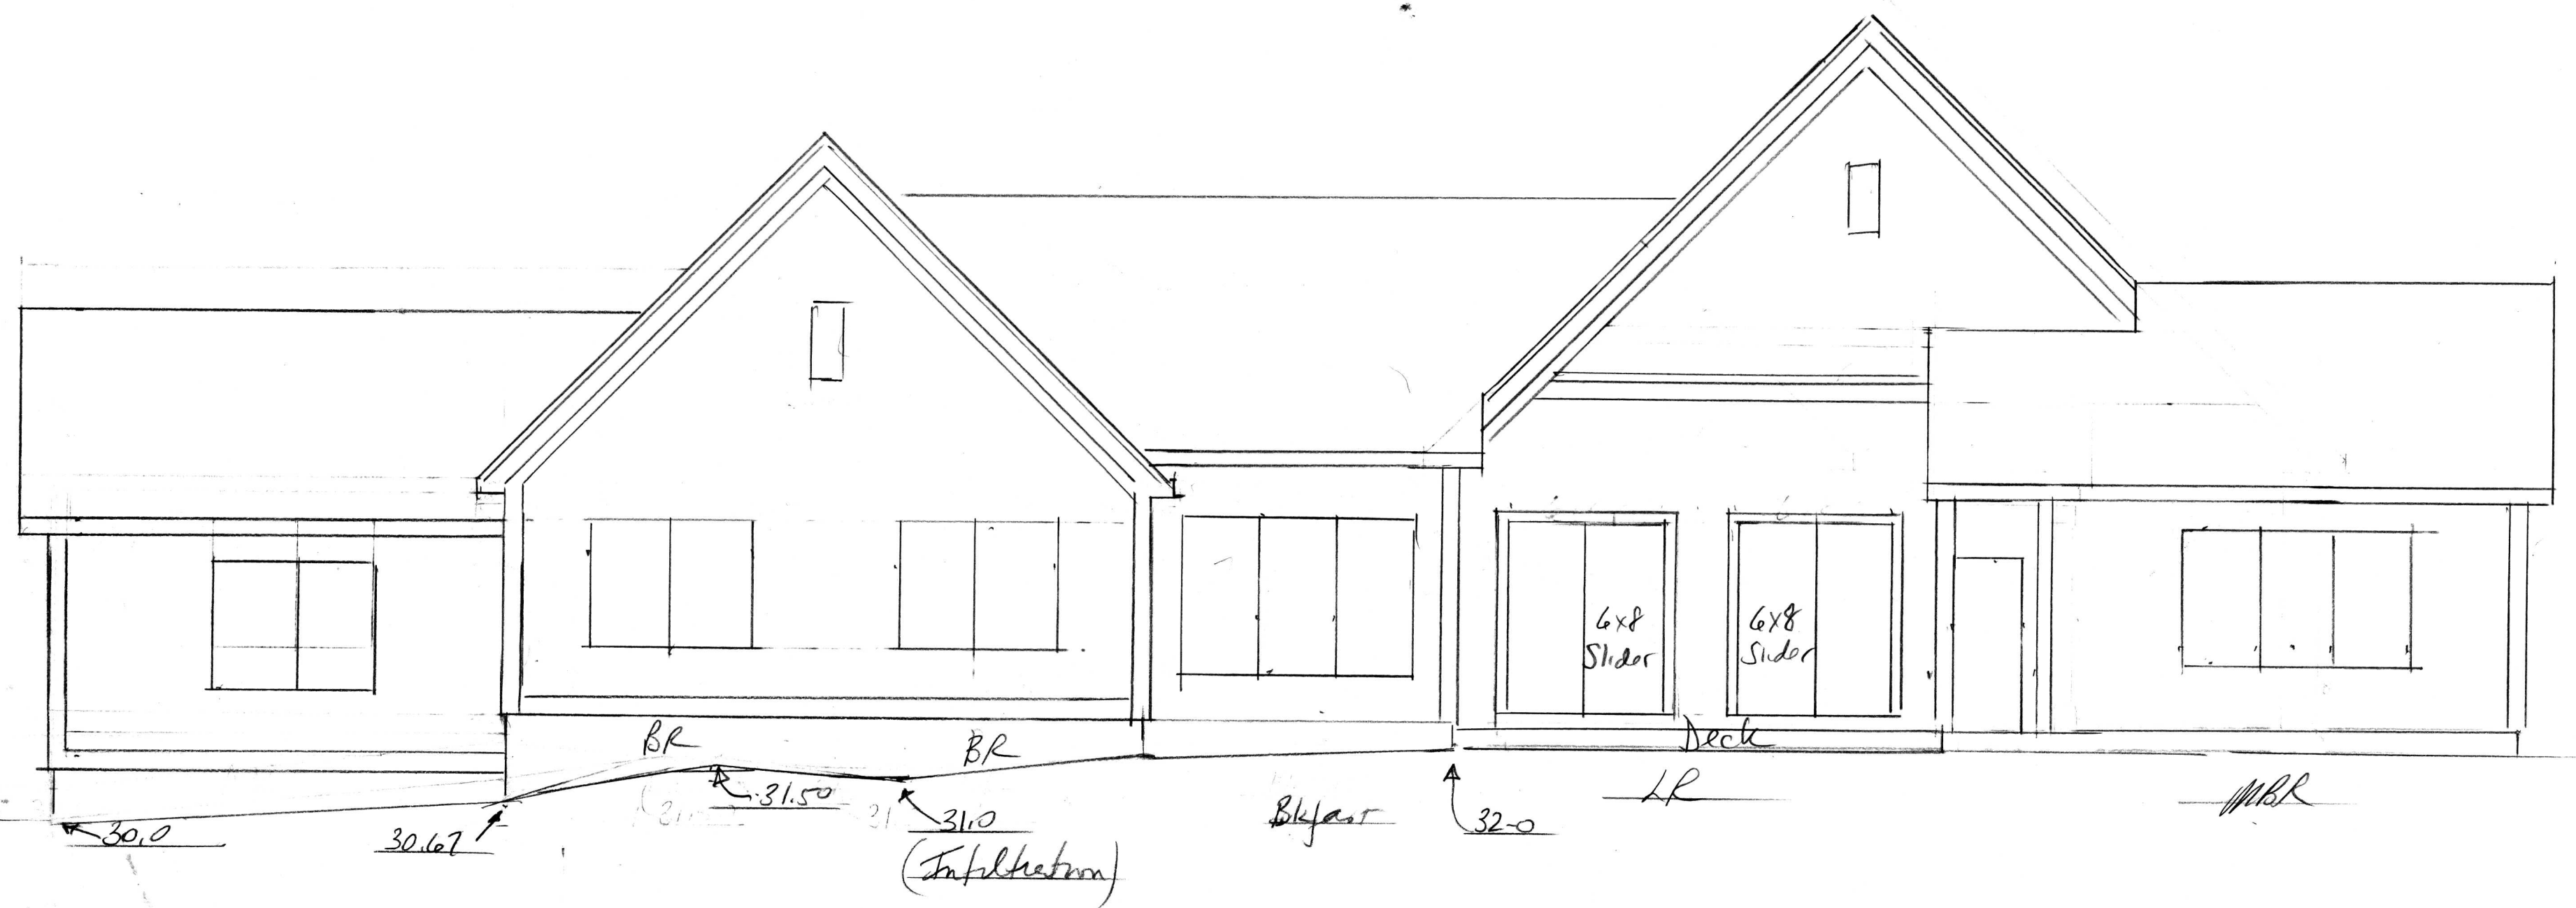 6x8
Slider
6x8
Slider
BR
BR
Deck
LR
MBR
31.50
31.0
(Infiltration)
Bkfast
32-0
30.0
30.67